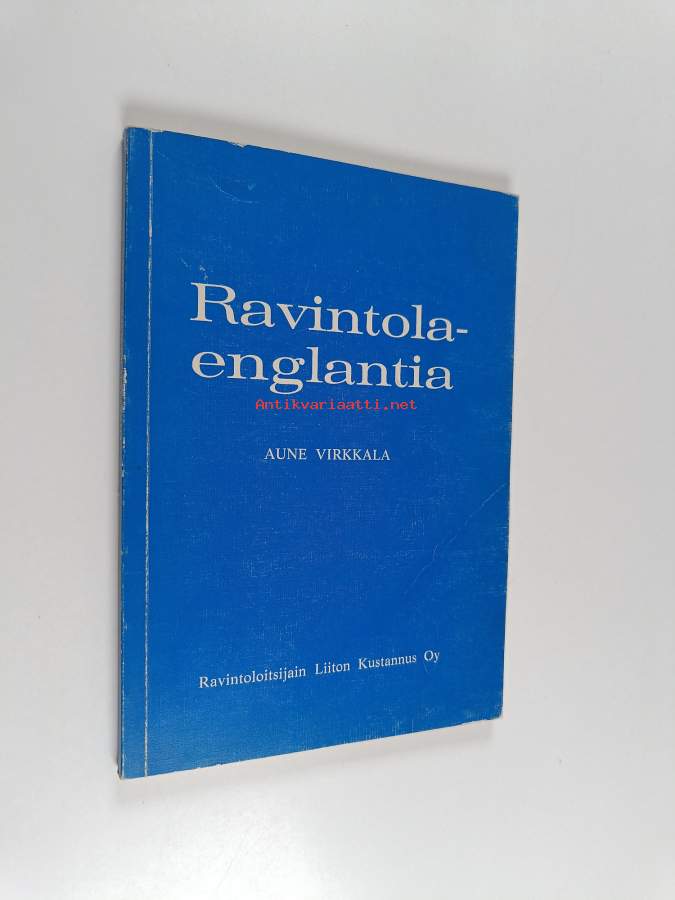 Ravintola-
englantia
Antikvariaatti.net
AUNE VIRKKALA
Ravintoloitsijain Liiton Kustannus Oy